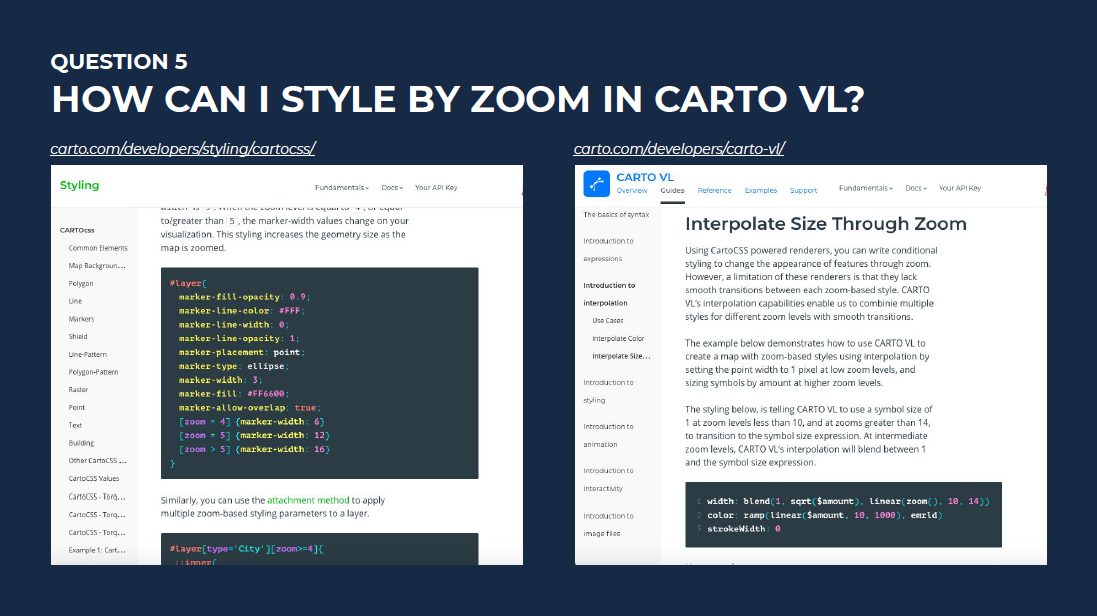 QUESTION 5
HOW CAN I STYLE BY ZOOM IN CARTO VL?
carto.com/developers/styling/cartocss/
Styling
Fundamentals
Docs
Your API Key
CARTOcss
Common Elements
Map Backgroun...
Polygon
Line
Markers
Shield
Line-Pattern
Polygon-Pattern
Raster
Point
Text
Building
Other CartoCSS ...
CartoCSS Values
CartoCSS - Torq...
CartoCSS - Torq...
CartoCSS - Torq...
Example 1: Cart...
to/greater than 5 , the marker-width values change on your
visualization. This styling increases the geometry size as the
map is zoomed.
#layer{
marker-fill-opacity: 0.9;
marker-line-color: #FFF;
marker-line-width: 0;
marker-line-opacity: 1;
marker-placement: point;
marker-type: ellipse;
marker-width: 3;
marker-fill: #FF6600;
marker-allow-overlap: true;
[zoom = 4] {marker-width: 6}
[zoom = 5] {marker-width: 12}
[zoom > 5] {marker-width: 16}
}
Similarly, you can use the attachment method to apply
multiple zoom-based styling parameters to a layer.
#layer[type='City'][zoom>=4]{
::inner{
carto.com/developers/carto-vl/
CARTO VL
Overview
Guides
Reference
Examples
Support
Fundamentals
Docs
Your API Key
The basics of syntax
Introduction to
expressions
Introduction to
interpolation
Use Cases
Interpolate Color
Interpolate Size...
Introduction to
styling
Introduction to
animation
Introduction to
interactivity
Introduction to
image files
Interpolate Size Through Zoom
Using CartoCSS powered renderers, you can write conditional
styling to change the appearance of features through zoom.
However, a limitation of these renderers is that they lack
smooth transitions between each zoom-based style. CARTO
VL's interpolation capabilities enable us to combinie multiple
styles for different zoom levels with smooth transitions.
The example below demonstrates how to use CARTO VL to
create a map with zoom-based styles using interpolation by
setting the point width to 1 pixel at low zoom levels, and
sizing symbols by amount at higher zoom levels.
The styling below, is telling CARTO VL to use a symbol size of
1 at zoom levels less than 10, and at zooms greater than 14,
to transition to the symbol size expression. At intermediate
zoom levels, CARTO VL's interpolation will blend between 1
and the symbol size expression.
1 width: blend(1, sqrt($amount), linear(zoom(), 10, 14))
2 color: ramp(linear($amount, 10, 1000), emrld)
3 strokeWidth: 0